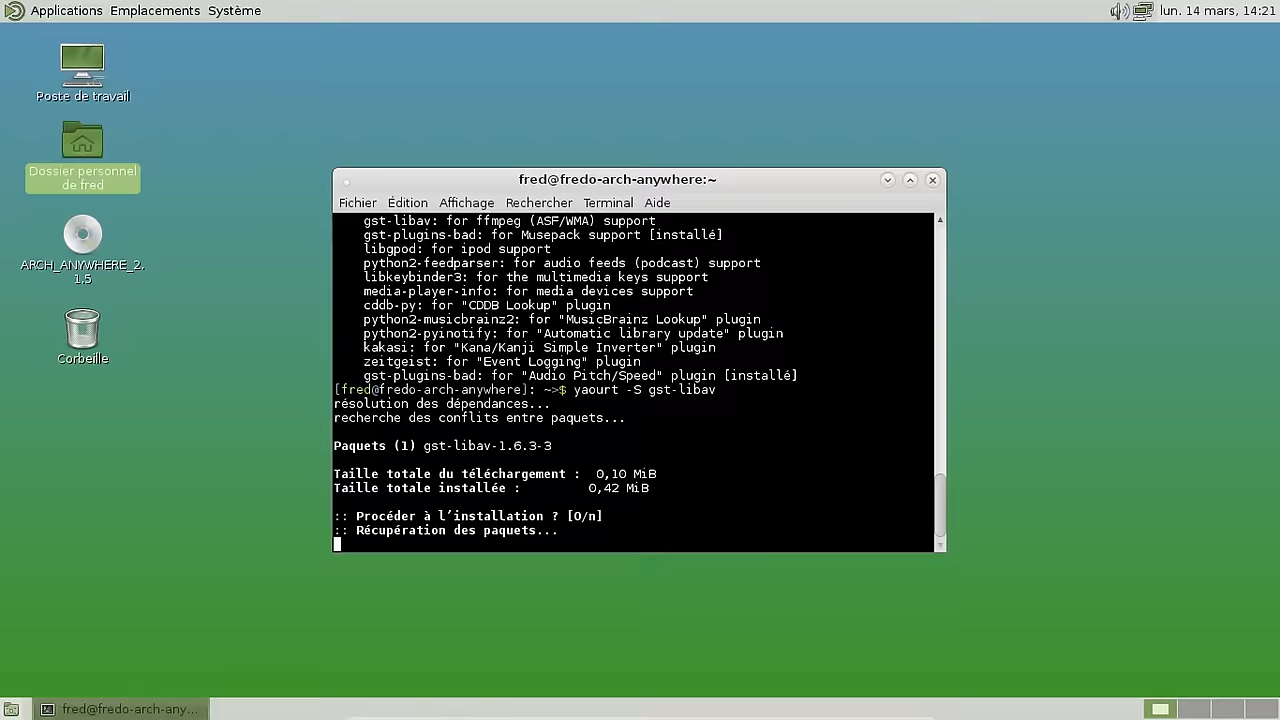 Applications Emplacements Système
lun. 14 mars, 14:21
Poste de travail
Dossier personnel
de fred
ARCH_ANYWHERE_2.
1.5
Corbeille
fred@fredo-arch-anywhere:~
Fichier Édition Affichage Rechercher Terminal Aide
gst-libav: for ffmpeg (ASF/WMA) support
gst-plugins-bad: for Musepack support [installé]
libgpod: for ipod support
python2-feedparser: for audio feeds (podcast) support
libkeybinder3: for the multimedia keys support
media-player-info: for media devices support
cddb-py: for "CDDB Lookup" plugin
python2-musicbrainz2: for "MusicBrainz Lookup" plugin
python2-pyinotify: for "Automatic library update" plugin
kakasi: for "Kana/Kanji Simple Inverter" plugin
zeitgeist: for "Event Logging" plugin
gst-plugins-bad: for "Audio Pitch/Speed" plugin [installé]
[fred@fredo-arch-anywhere]: ~>$ yaourt -S gst-libav
résolution des dépendances...
recherche des conflits entre paquets...
Paquets (1) gst-libav-1.6.3-3
Taille totale du téléchargement : 0,10 MiB
Taille totale installée : 0,42 MiB
:: Procéder à l’installation ? [O/n]
:: Récupération des paquets...
fred@fredo-arch-any...